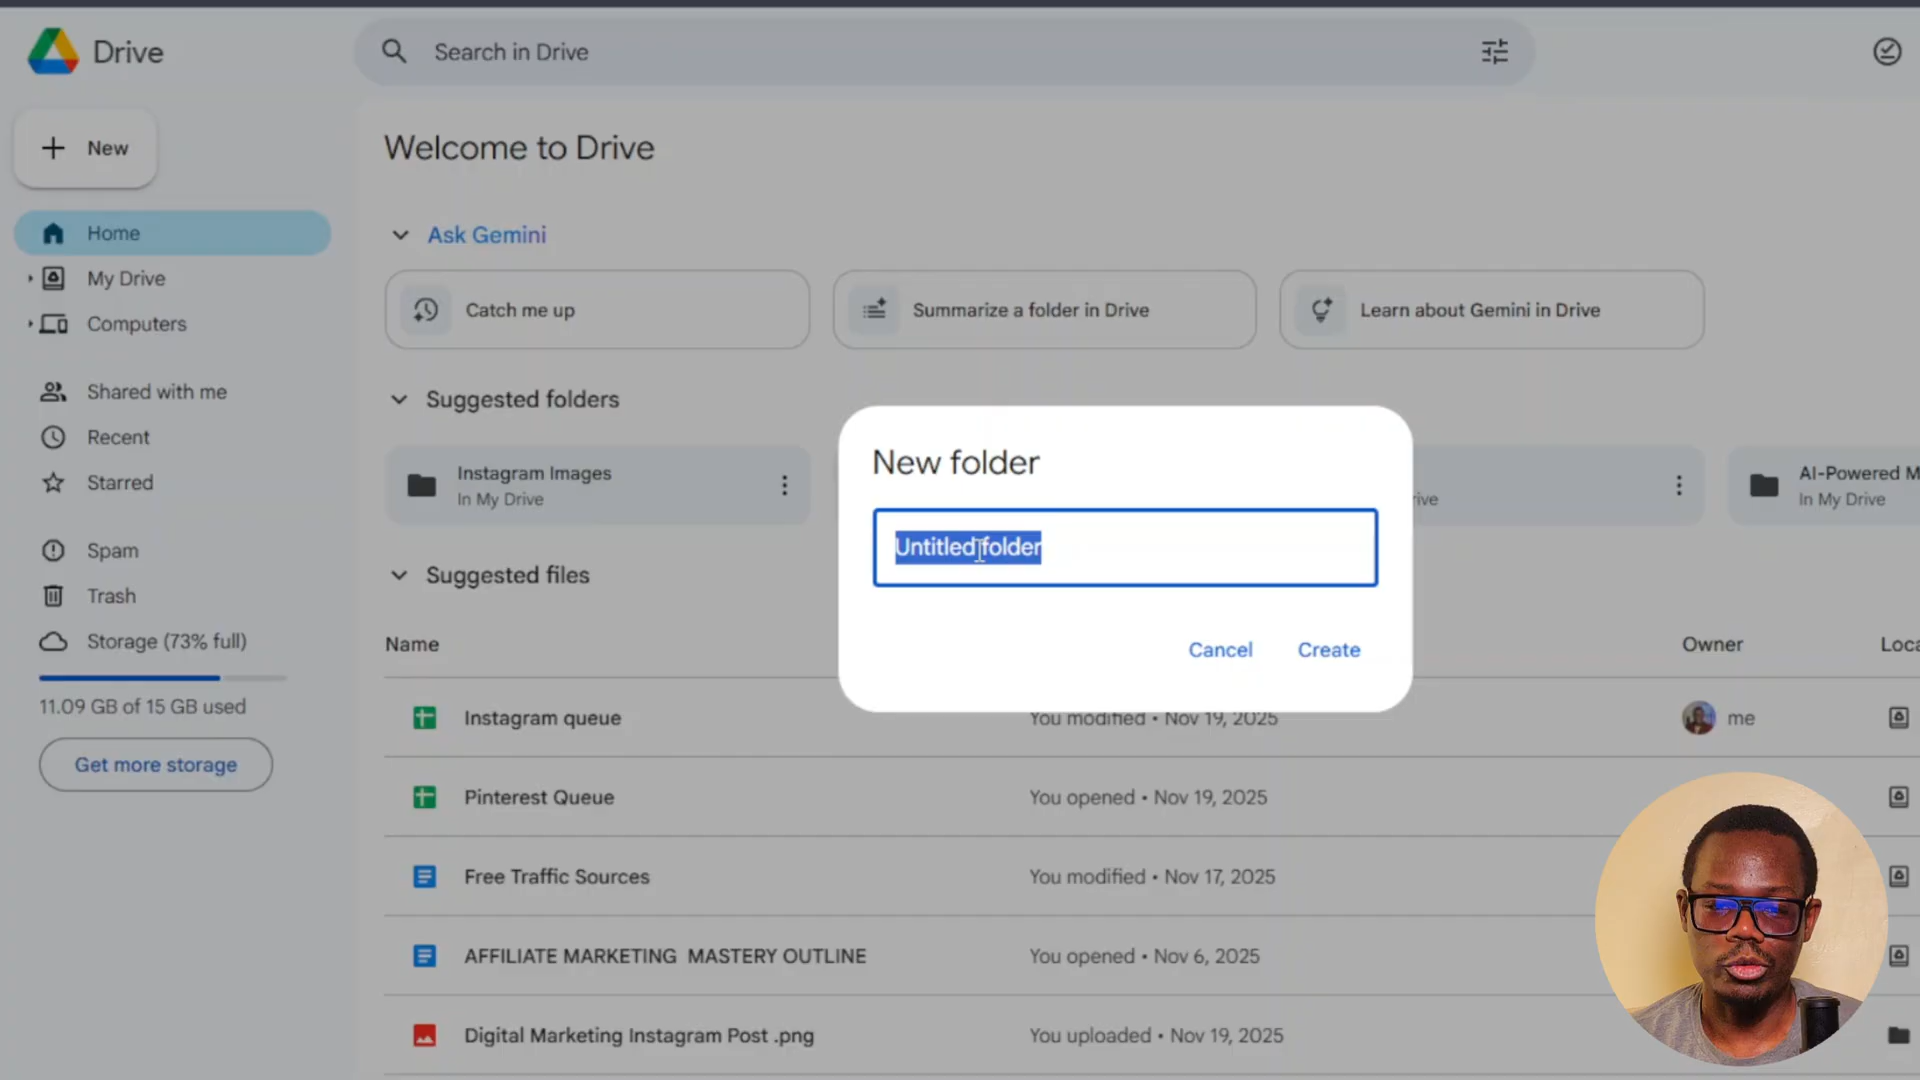 Drive
Search in Drive
New
Welcome to Drive
Home
My Drive
Computers
Shared with me
Recent
Starred
Spam
Trash
Storage (73% full)
11.09 GB of 15 GB used
Get more storage
Ask Gemini
Catch me up
Summarize a folder in Drive
Learn about Gemini in Drive
Suggested folders
Instagram Images
In My Drive
rive
AI-Powered M
In My Drive
New folder
Untitled folder
Cancel
Create
Suggested files
Name
Owner
Loca
Instagram queue
You modified • Nov 19, 2025
me
Pinterest Queue
You opened • Nov 19, 2025
Free Traffic Sources
You modified • Nov 17, 2025
AFFILIATE MARKETING  MASTERY OUTLINE
You opened • Nov 6, 2025
Digital Marketing Instagram Post .png
You uploaded • Nov 19, 2025